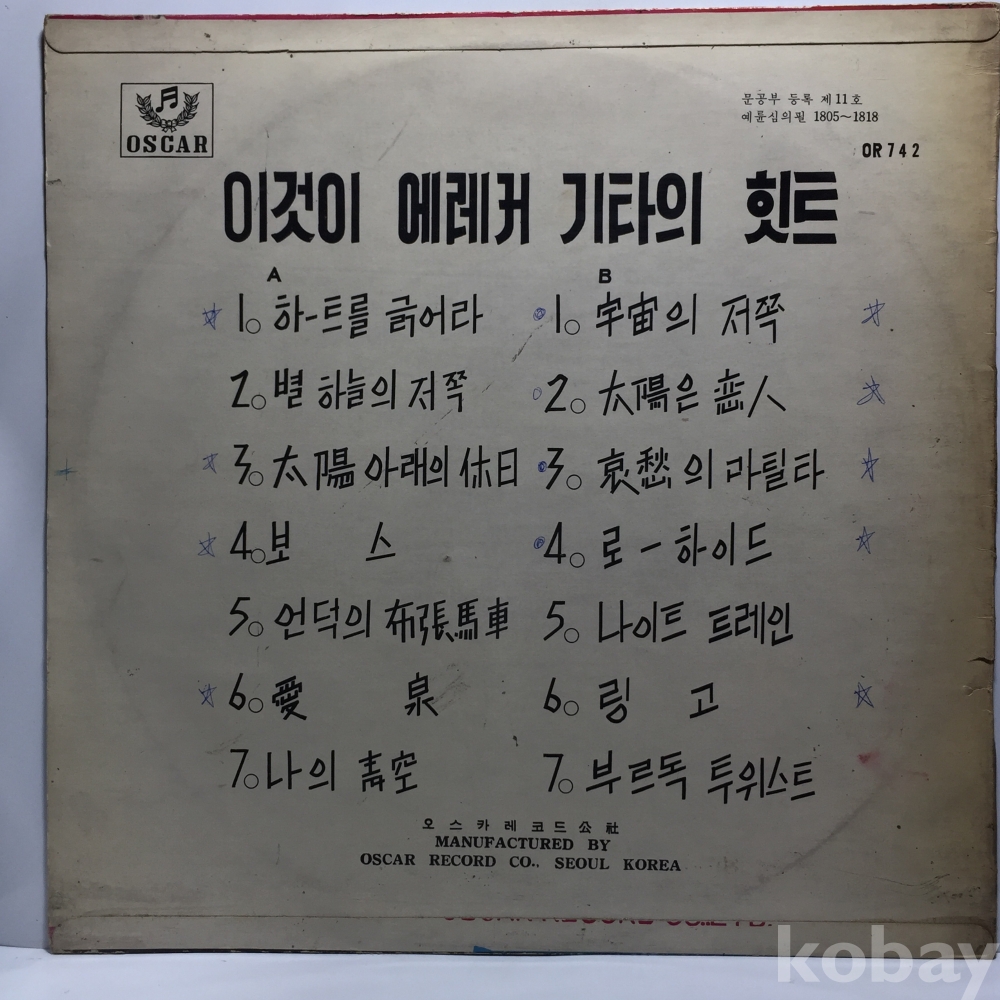 OSCAR
문공부 등록 제11호
예륜심의필 1805~1818
OR742
이것이 에레커 기타의 힛트
A
1. 하-트를 긁어라
2. 별 하늘의 저쪽
3. 太陽 아래의 休日
4. 보 스
5. 언덕의 布張馬車
6. 愛 泉
7. 나의 靑空
B
1. 宇宙의 저쪽
2. 太陽은 恋人
3. 哀愁의 과틸타
4. 로-하이드
5. 나이트 트레인
6. 링 고
7. 부르독 투위스트
오스카레코드公社
MANUFACTURED BY
OSCAR RECORD CO., SEOUL KOREA
kobay